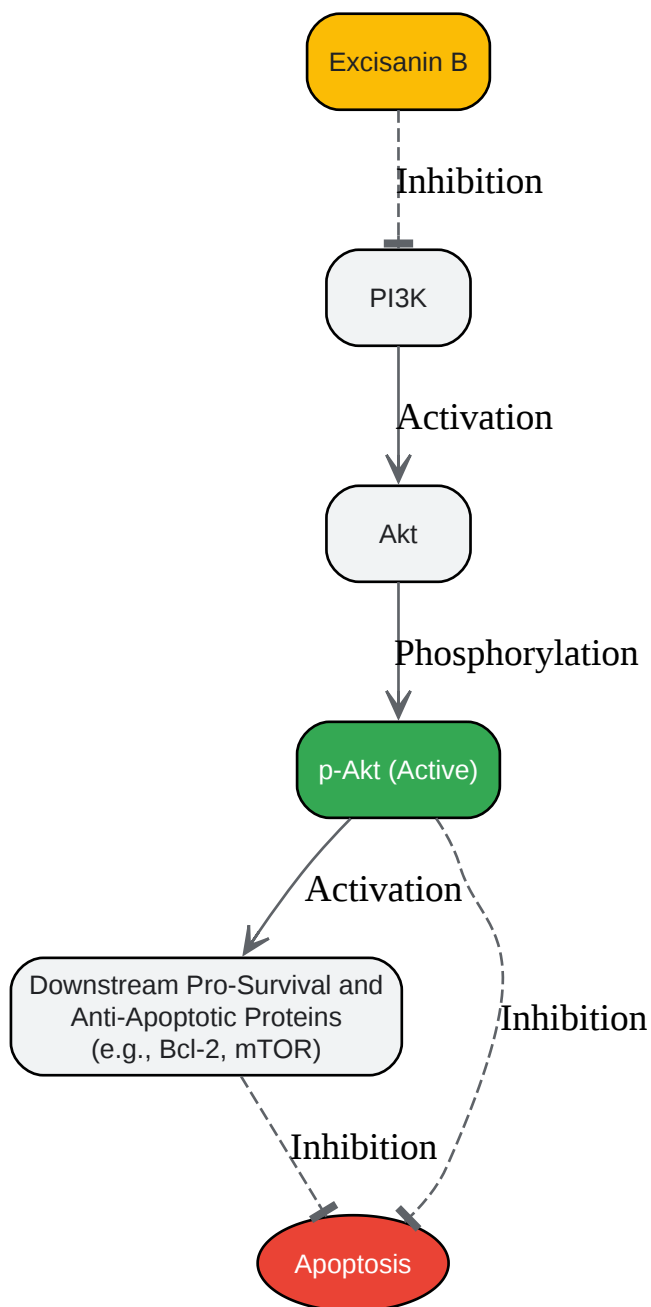 Excisanin B
Inhibition
PI3K
Activation
Akt
Phosphorylation
p-Akt (Active)
Activation
Downstream Pro-Survival and
Anti-Apoptotic Proteins
(e.g., Bcl-2, mTOR)
Inhibition
Inhibition
Apoptosis